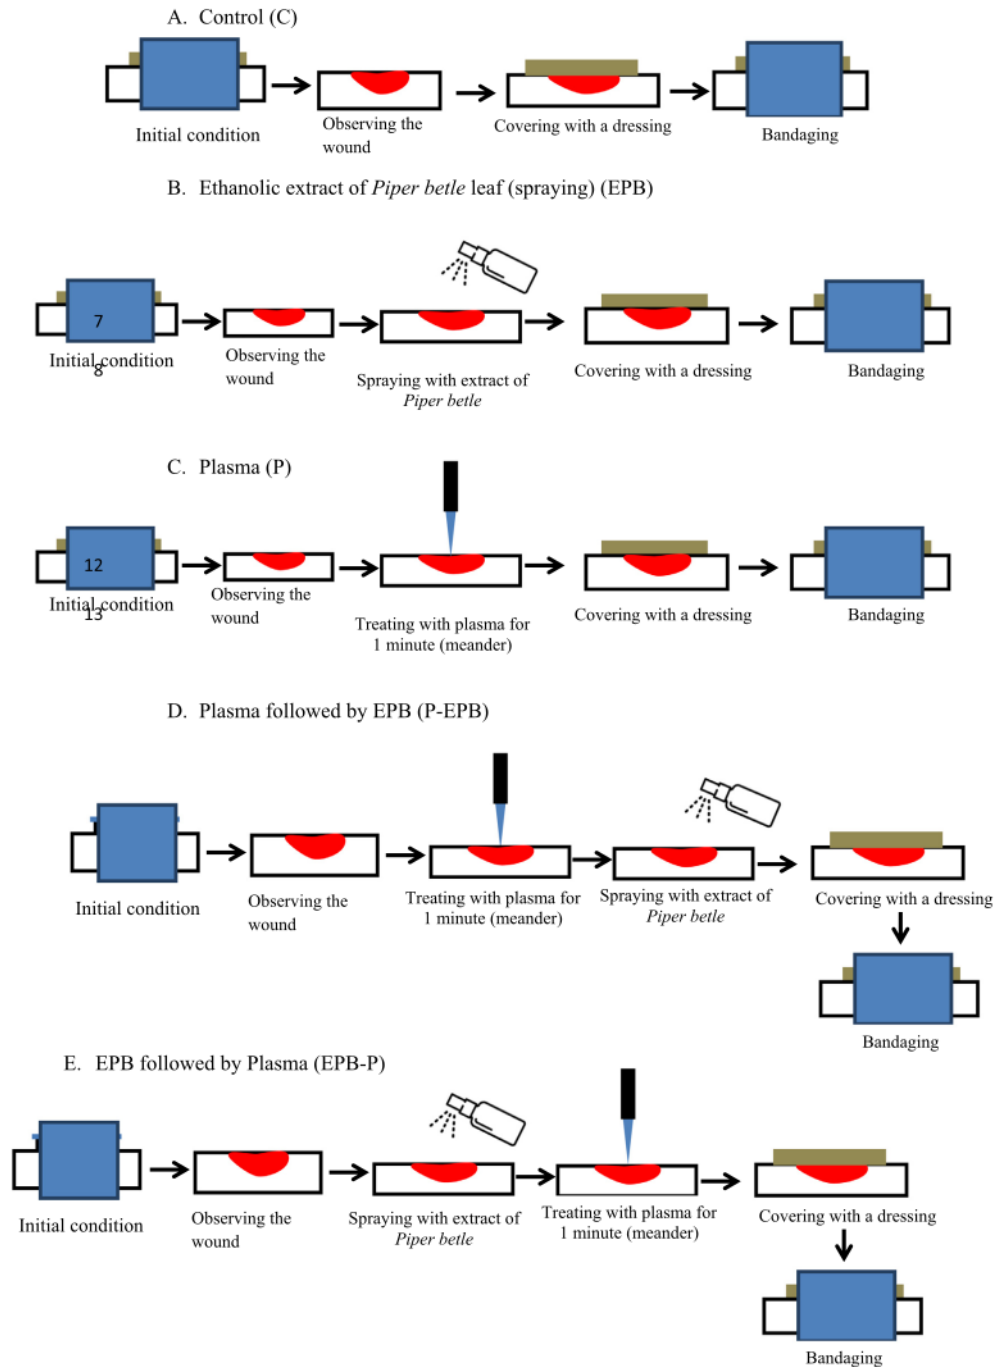 A. Control (C)
Initial condition
Observing the
wound
Covering with a dressing
Bandaging
B. Ethanolic extract of Piper betle leaf (spraying) (EPB)
7
Initial condition
8
Observing the
wound
Spraying with extract of
Piper betle
Covering with a dressing
Bandaging
C. Plasma (P)
12
Initial condition
13
Observing the
wound
Treating with plasma for
1 minute (meander)
Covering with a dressing
Bandaging
D. Plasma followed by EPB (P-EPB)
Initial condition
Observing the
wound
Treating with plasma for
1 minute (meander)
Spraying with extract of
Piper betle
Covering with a dressing
Bandaging
E. EPB followed by Plasma (EPB-P)
Initial condition
Observing the
wound
Spraying with extract of
Piper betle
Treating with plasma for
1 minute (meander)
Covering with a dressing
Bandaging